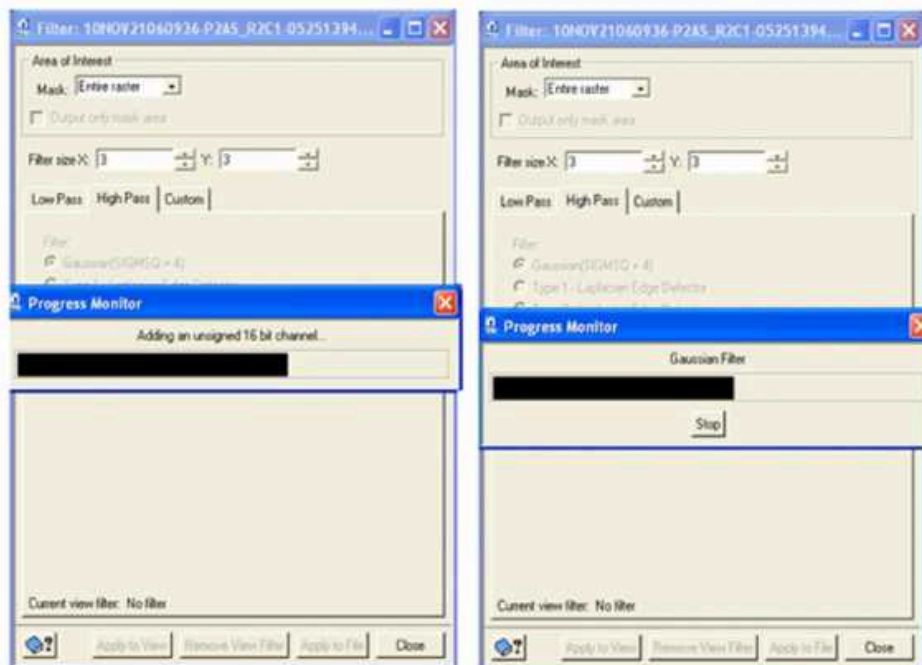 Filter: 10NOV21060936-P2AS_R2C1-05251394...
Area of Interest
Mask: Entire raster
Output only mask area
Filter size X: 3 Y: 3
Low Pass High Pass Custom
Filter:
Gaussian(SIGMSQ = 4)
Progress Monitor
Adding an unsigned 16 bit channel...
Current view filter: No filter
Apply to View Remove View Filter Apply to File Close
Filter: 10NOV21060936-P2AS_R2C1-05251394...
Area of Interest
Mask: Entire raster
Output only mask area
Filter size X: 3 Y: 3
Low Pass High Pass Custom
Filter:
Gaussian(SIGMSQ = 4)
Type 1 - Laplacian Edge Detector
Progress Monitor
Gaussian Filter
Stop
Current view filter: No filter
Apply to View Remove View Filter Apply to File Close